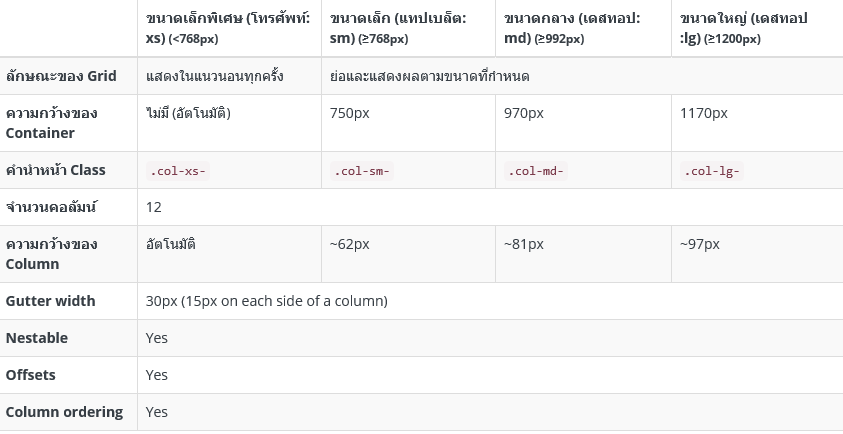 ขนาดเล็กพิเศษ (โทรศัพท์:
xs) (<768px)
ขนาดเล็ก (แทปเบล็ต:
sm) (≥768px)
ขนาดกลาง (เดสทอป:
md) (≥992px)
ขนาดใหญ่ (เดสทอป
:lg) (≥1200px)
ลักษณะของ Grid
แสดงในแนวนอนทุกครั้ง
ย่อและแสดงผลตามขนาดที่กำหนด
ความกว้างของ
Container
ไม่มี (อัตโนมัติ)
750px
970px
1170px
คำนำหน้า Class
.col-xs-
.col-sm-
.col-md-
.col-lg-
จำนวนคอลัมน์
12
ความกว้างของ
Column
อัตโนมัติ
~62px
~81px
~97px
Gutter width
30px (15px on each side of a column)
Nestable
Yes
Offsets
Yes
Column ordering
Yes